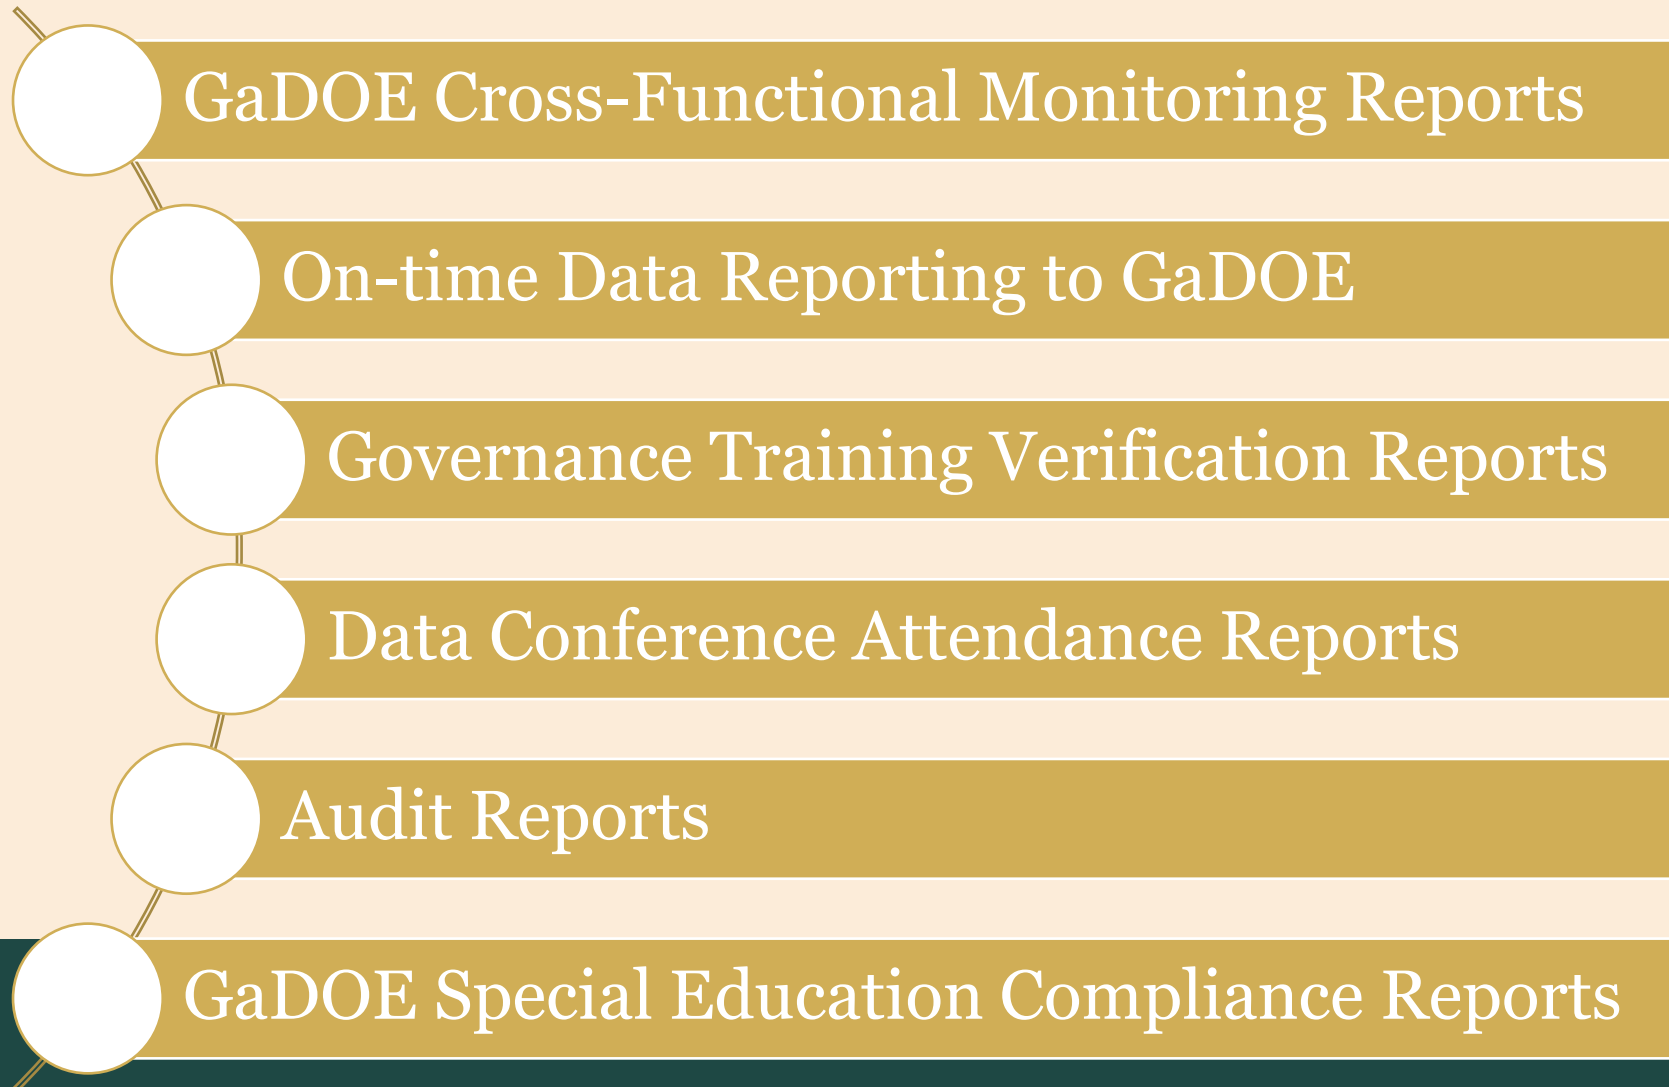 GaDOE Cross-Functional Monitoring Reports
On-time Data Reporting to GaDOE
Governance Training Verification Reports
Data Conference Attendance Reports
Audit Reports
GaDOE Special Education Compliance Reports